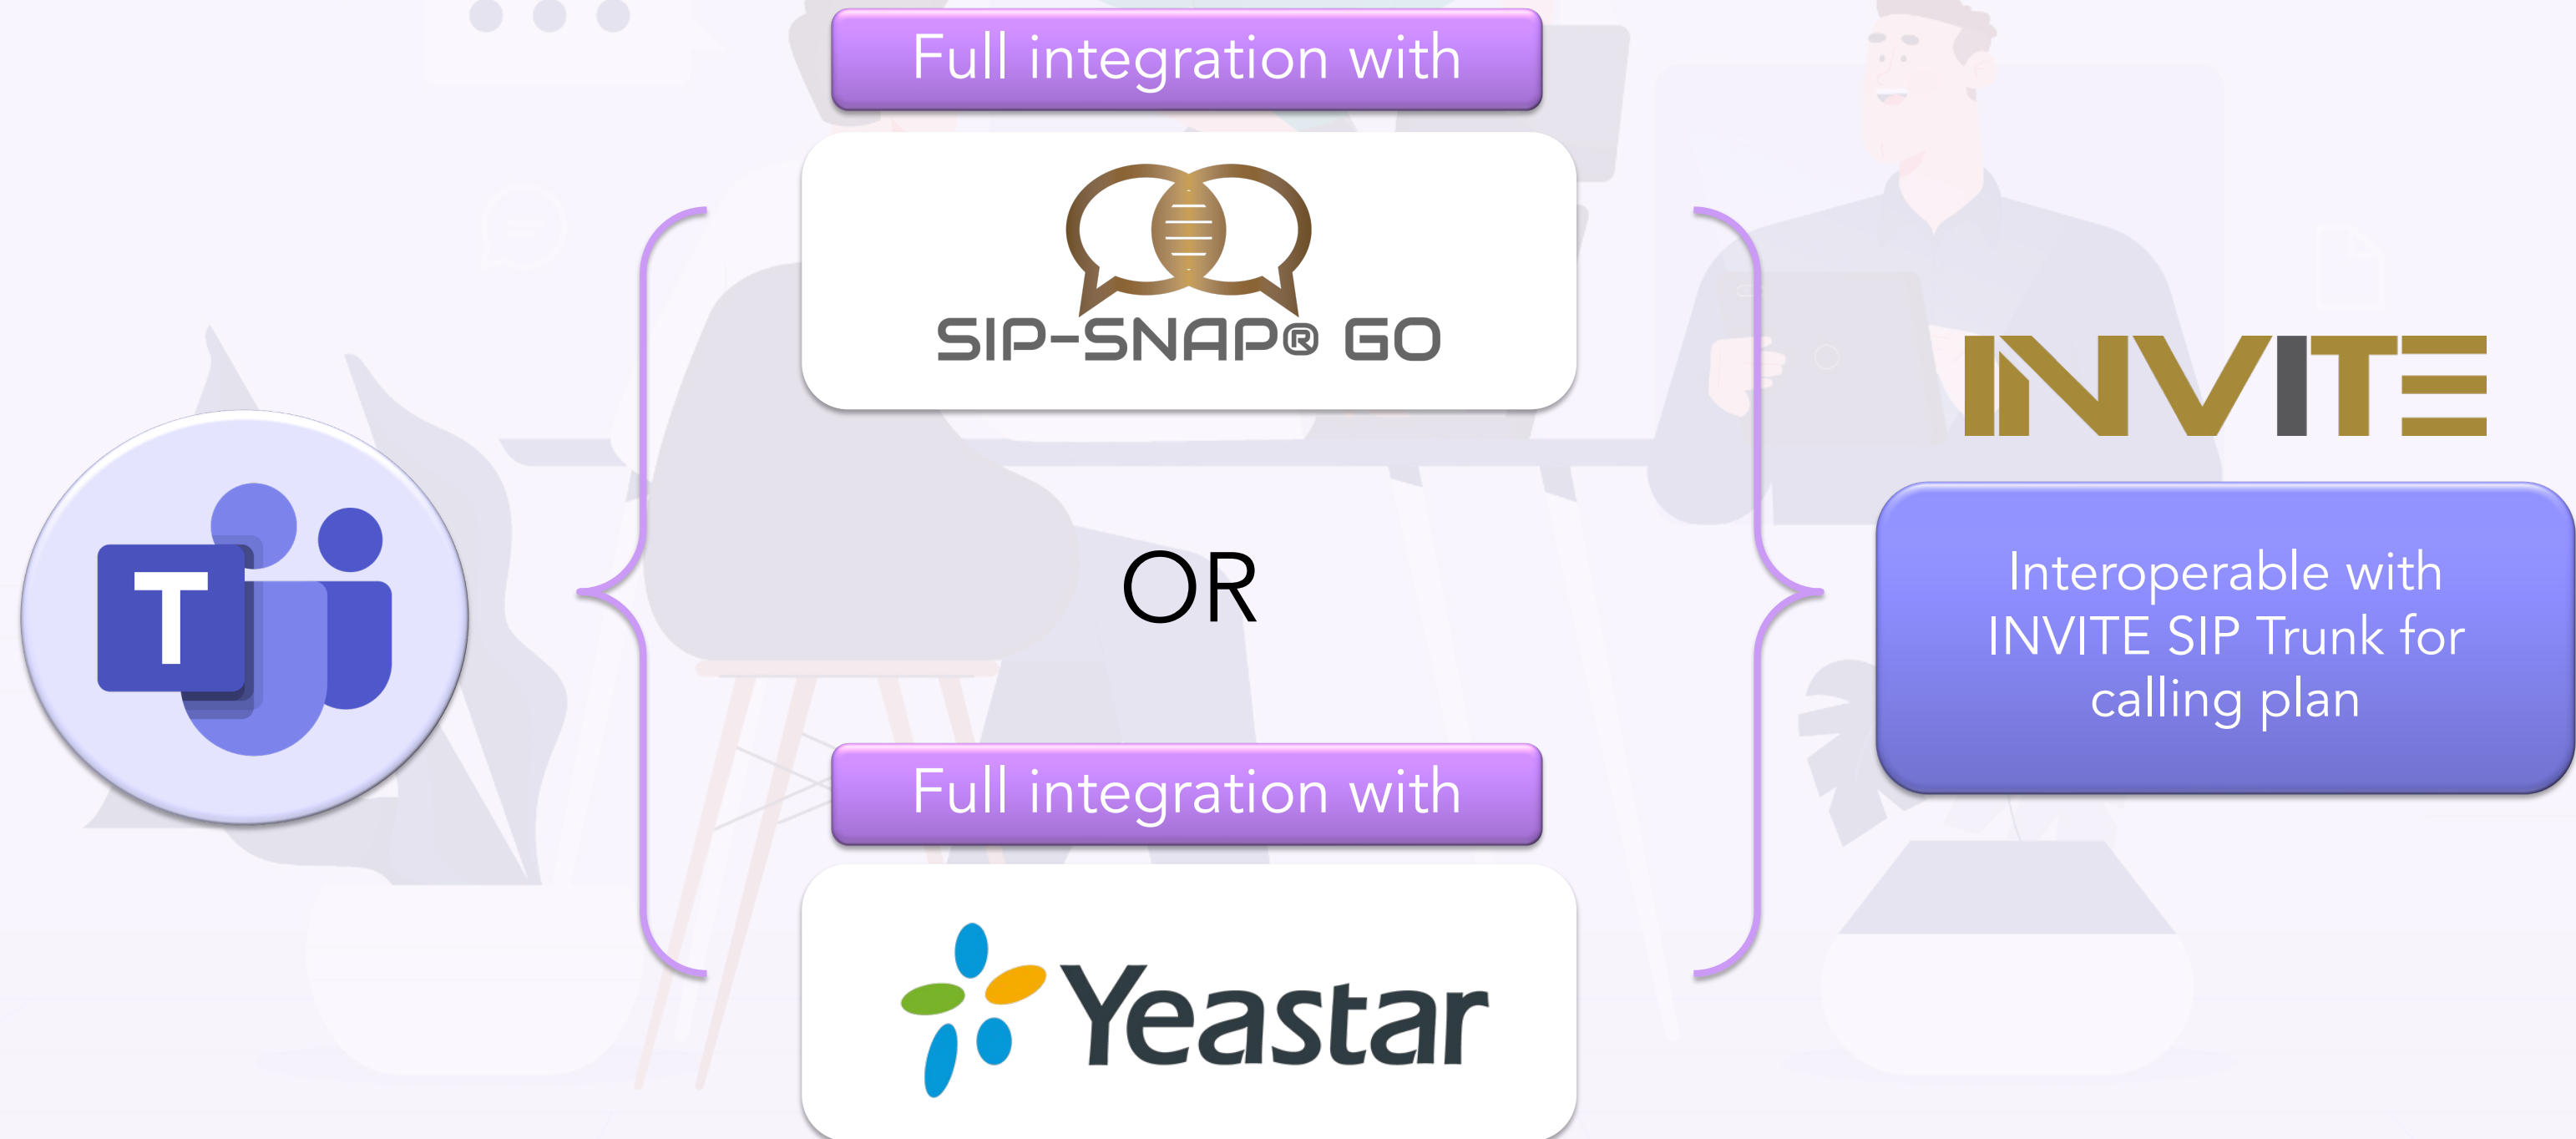 Full integration with
SIP-SNAP® GO
OR
Full integration with
Yeastar
T
INVITE
Interoperable with
INVITE SIP Trunk for
calling plan